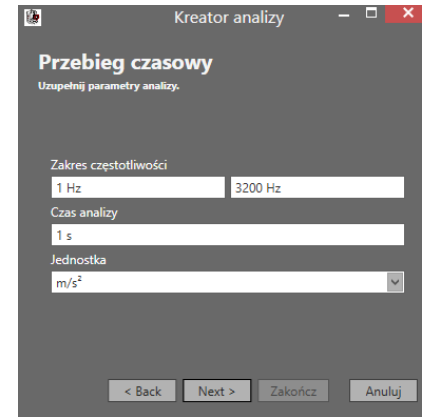 Kreator analizy
Przebieg czasowy
Uzupełnij parametry analizy.
Zakres częstotliwości
1 Hz 3200 Hz
Czas analizy
1 s
Jednostka
m/s²
< Back Next > Zakończ Anuluj